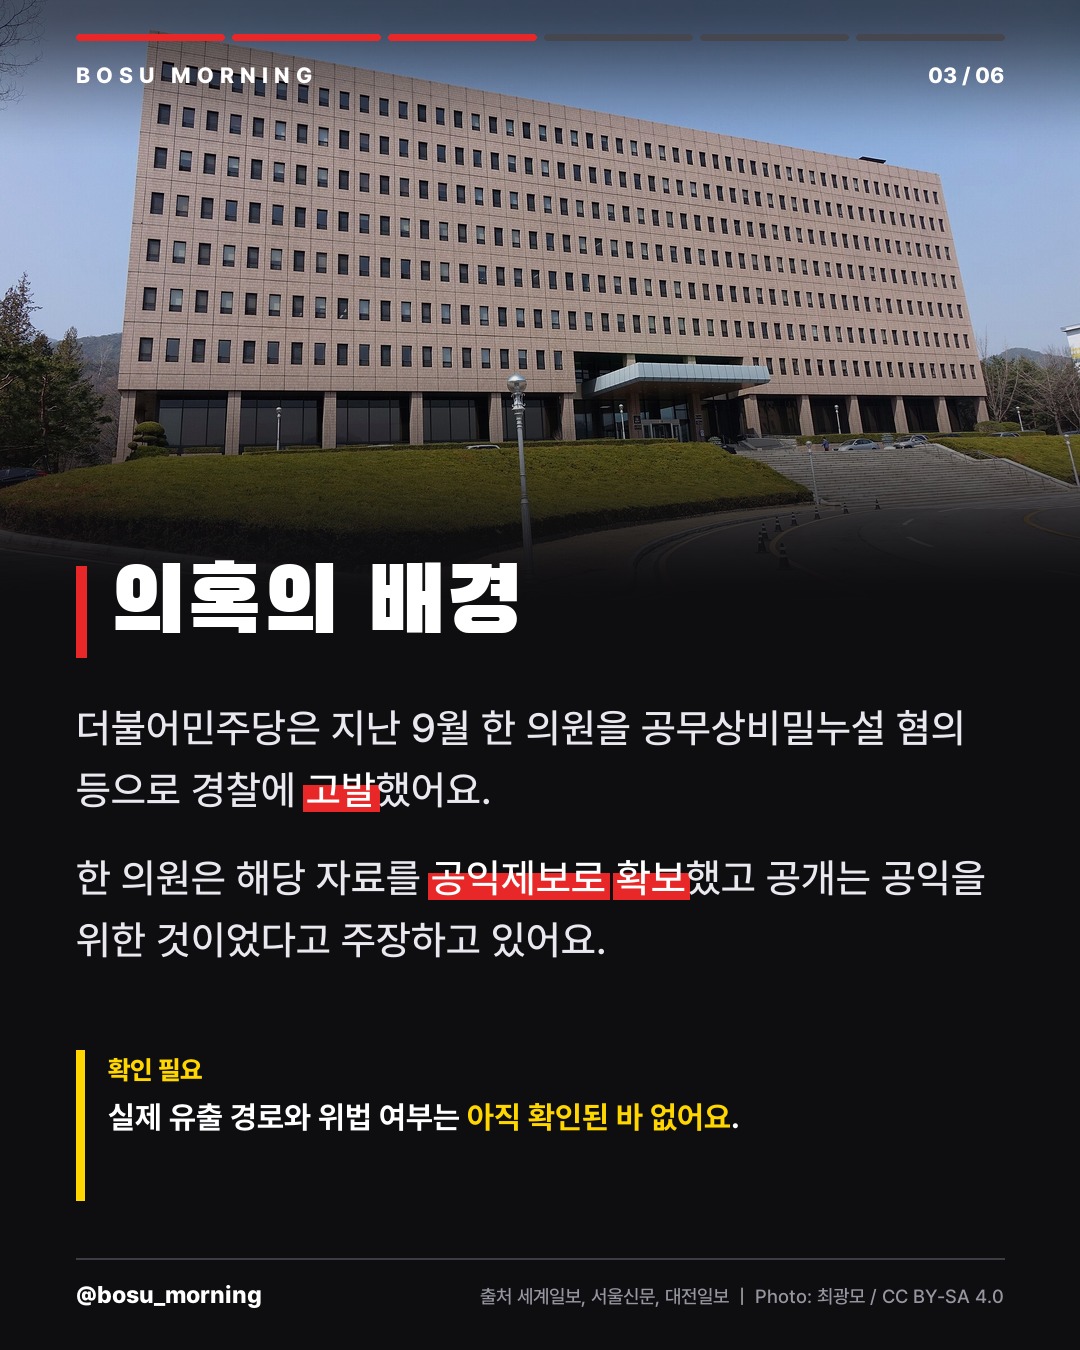 BOSU MORNING
03 / 06
의혹의 배경
더불어민주당은 지난 9월 한 의원을 공무상비밀누설 혐의
등으로 경찰에 고발했어요.
한 의원은 해당 자료를 공익제보로 확보했고 공개는 공익을
위한 것이었다고 주장하고 있어요.
확인 필요
실제 유출 경로와 위법 여부는 아직 확인된 바 없어요.
@bosu_morning
출처 세계일보, 서울신문, 대전일보 | Photo: 최광모 / CC BY-SA 4.0